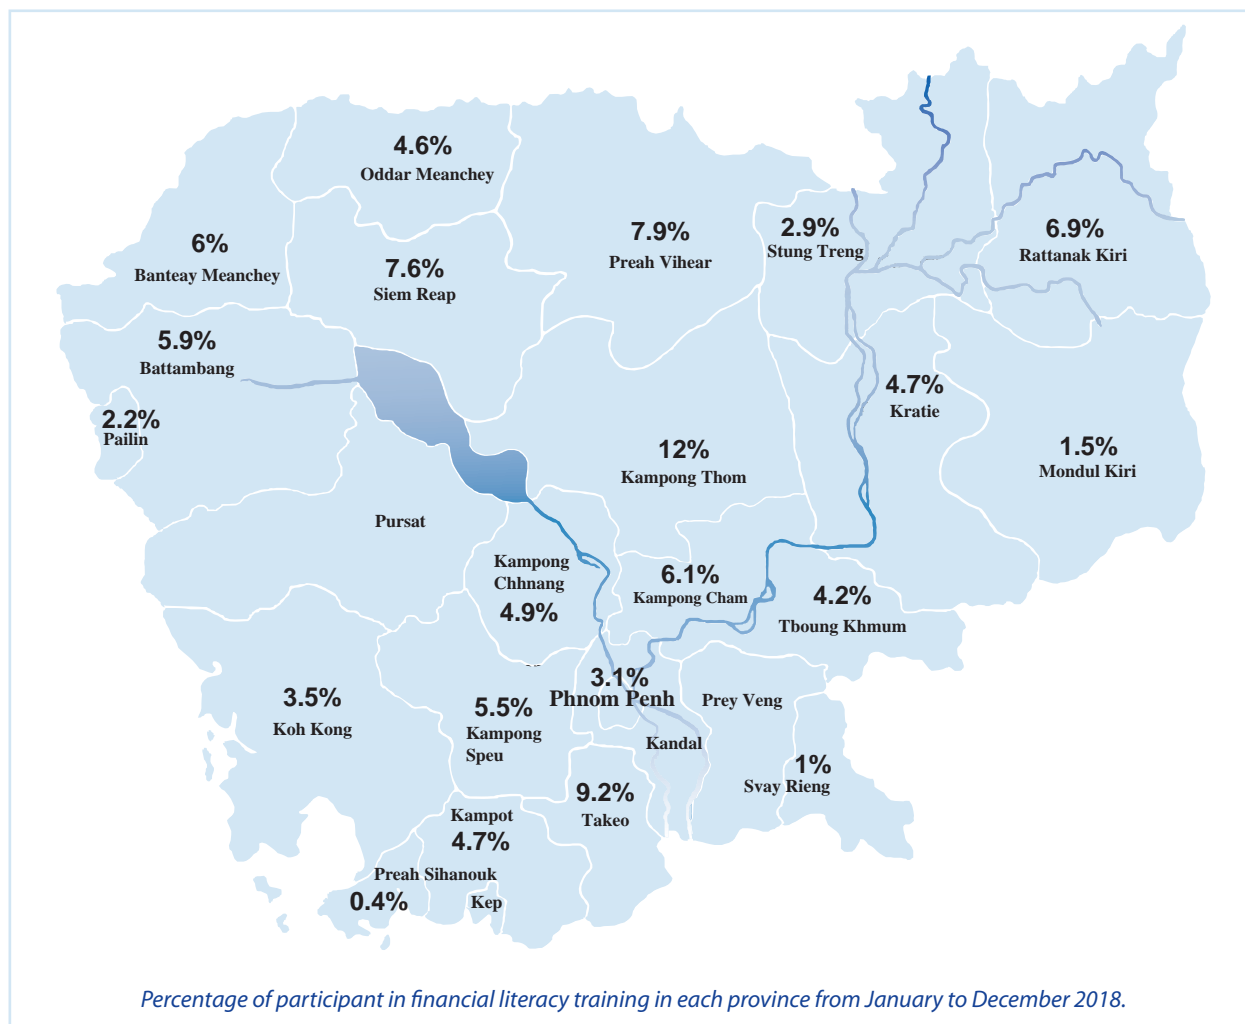 4.6%
Oddar Meanchey
6%
Banteay Meanchey
7.6%
Siem Reap
7.9%
Preah Vihear
2.9%
Stung Treng
6.9%
Rattanak Kiri
5.9%
Battambang
2.2%
Pailin
4.7%
Kratie
12%
Kampong Thom
1.5%
Mondul Kiri
Pursat
Kampong
Chhnang
4.9%
6.1%
Kampong Cham
4.2%
Tboung Khmum
3.5%
Koh Kong
5.5%
Kampong
Speu
3.1%
Phnom Penh
Prey Veng
Kandal
1%
Svay Rieng
9.2%
Takeo
Kampot
4.7%
Preah Sihanouk
0.4%
Kep
Percentage of participant in financial literacy training in each province from January to December 2018.